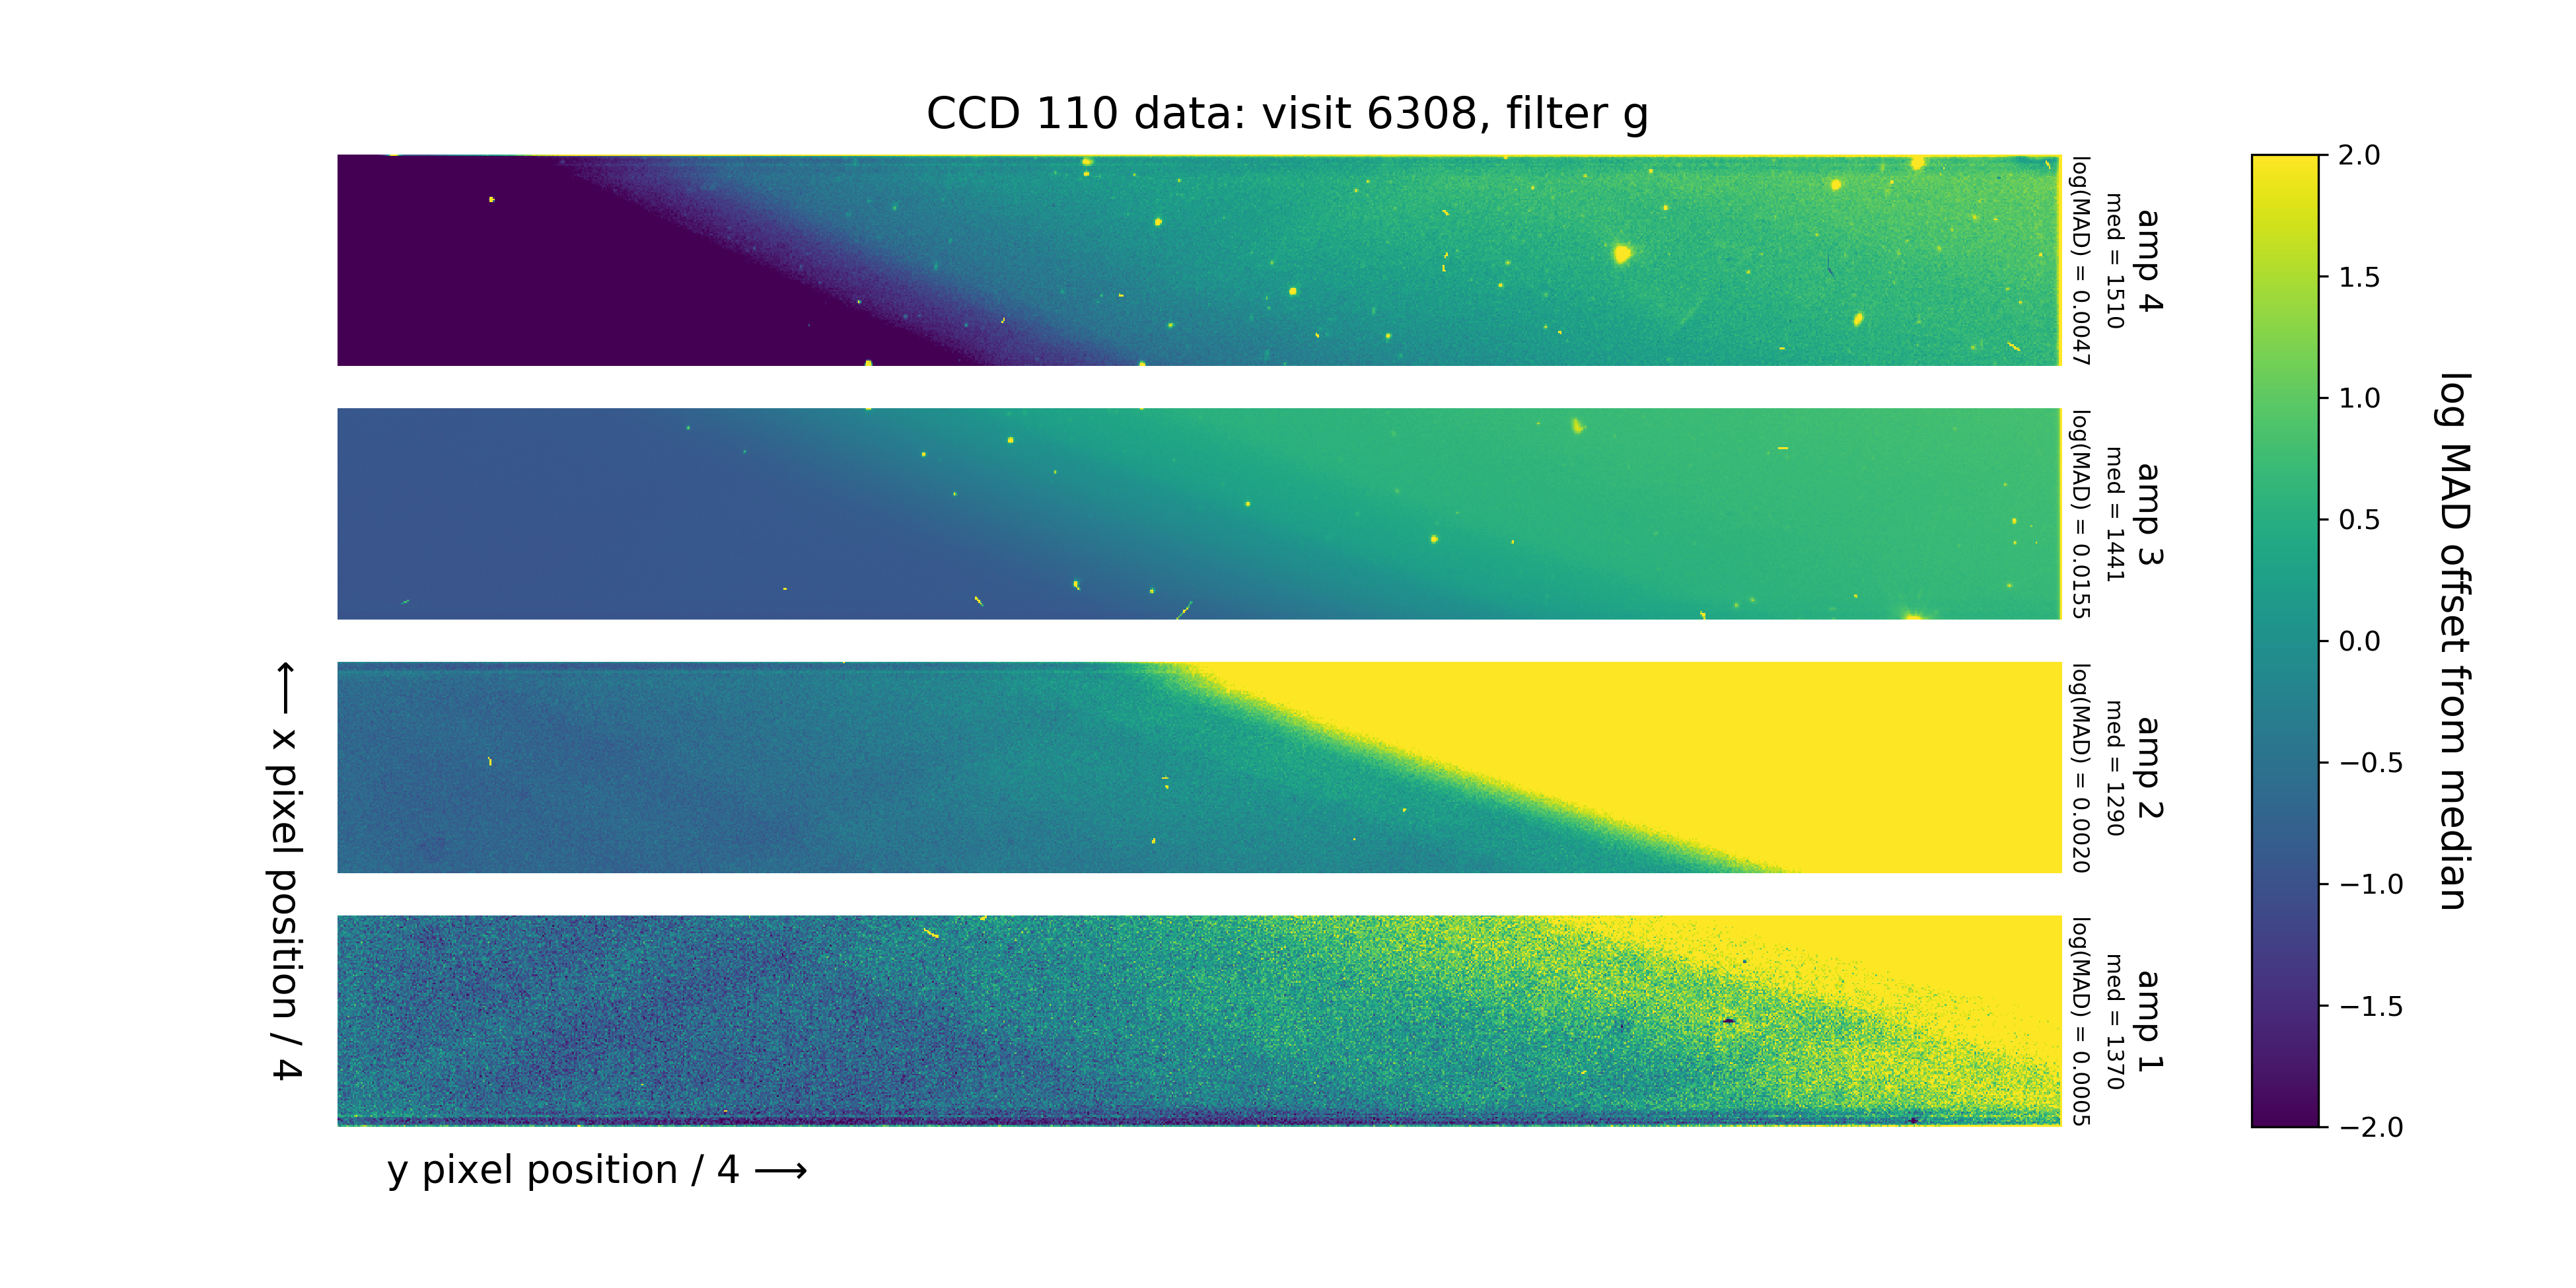 CCD 110 data: visit 6308, filter g
amp 4
med = 1510
log(MAD) = 0.0047
amp 3
med = 1441
log(MAD) = 0.0155
amp 2
med = 1290
log(MAD) = 0.0020
amp 1
med = 1370
log(MAD) = 0.0005
⟵ x pixel position / 4
y pixel position / 4 ⟶
2.0
1.5
1.0
0.5
0.0
−0.5
−1.0
−1.5
−2.0
log MAD offset from median